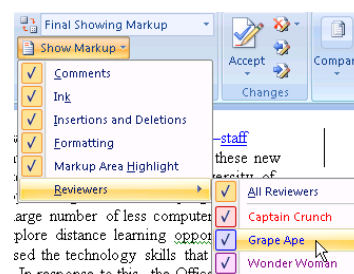 Final Showing Markup
Show Markup
Accept
Compar
Changes
Comments
Ink
Insertions and Deletions
Formatting
Markup Area Highlight
Reviewers
All Reviewers
Captain Crunch
Grape Ape
Wonder Woman
–staff
these new
of
arge number of less computer
plore distance learning oppor
sed the technology skills that
In response to this, the Office